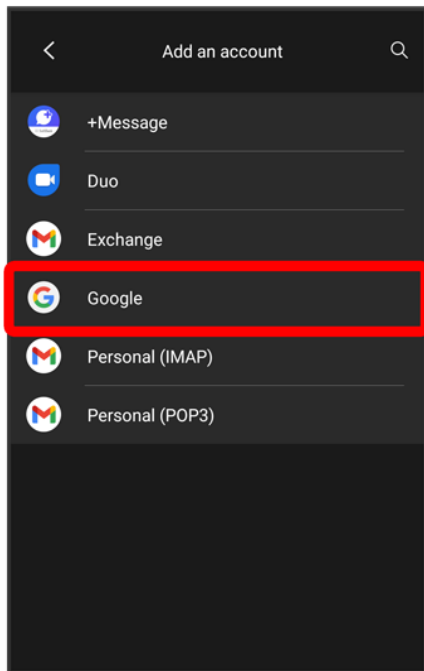 Add an account
+Message
Duo
Exchange
Google
Personal (IMAP)
Personal (POP3)